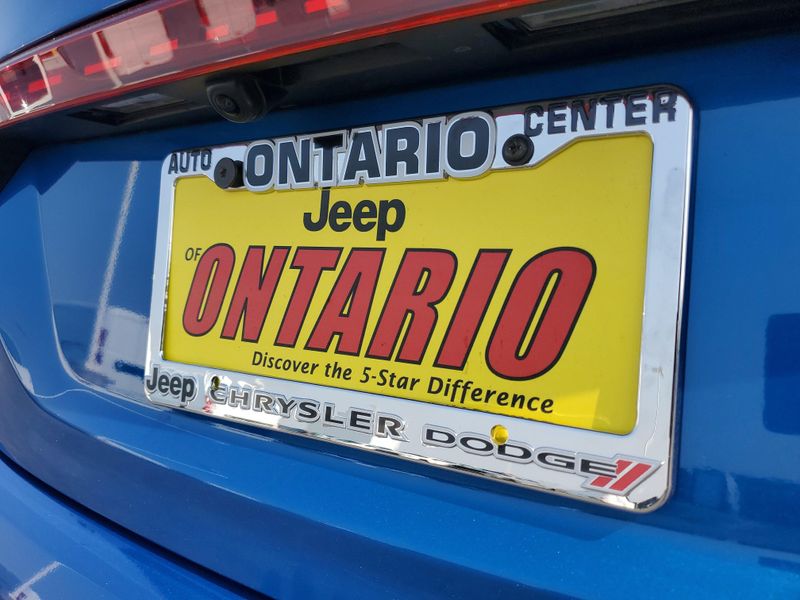 AUTO ONTARIO CENTER
Jeep
OF ONTARIO
Discover the 5-Star Difference
Jeep CHRYSLER DODGE